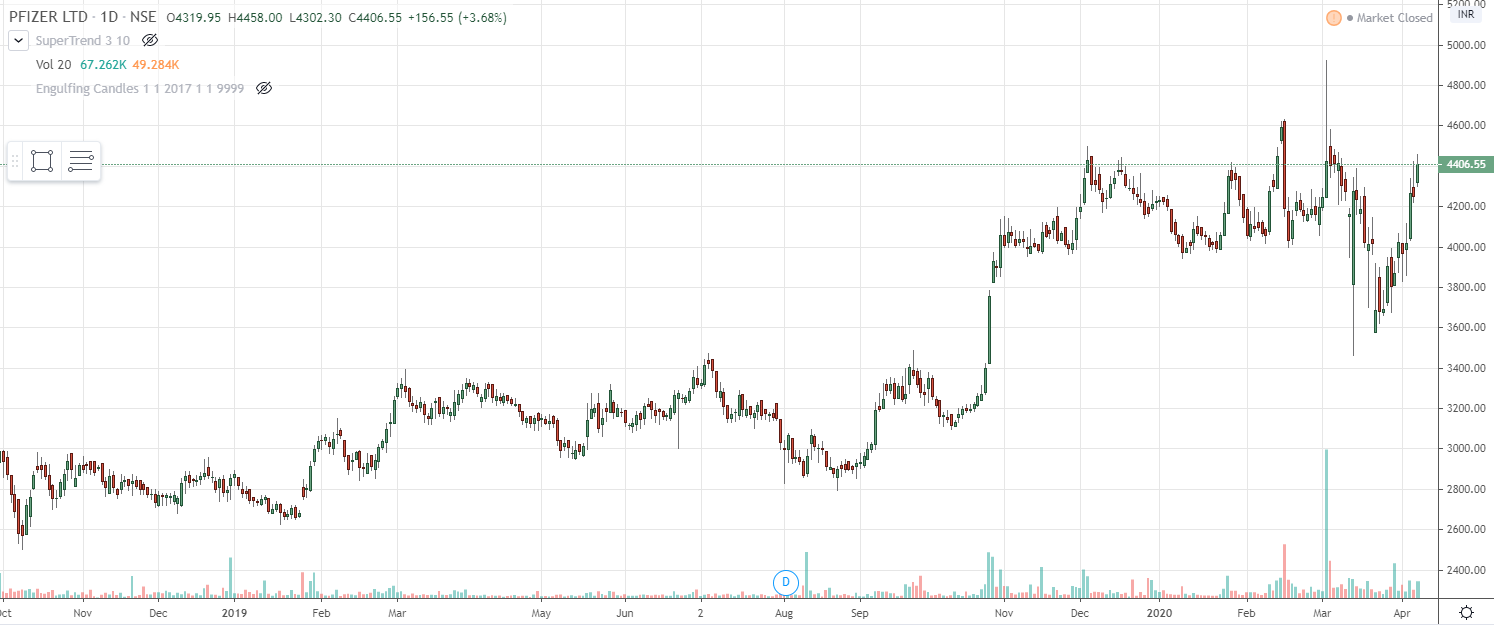 PFIZER LTD · 1D · NSE O4319.95 H4458.00 L4302.30 C4406.55 +156.55 (+3.68%)
Market Closed
INR
SuperTrend 3 10
Vol 20 67.262K 49.284K
Engulfing Candles 1 1 2017 1 1 9999
5200.00
5000.00
4800.00
4600.00
4406.55
4200.00
4000.00
3800.00
3600.00
3400.00
3200.00
3000.00
2800.00
2600.00
2400.00
D
Oct Nov Dec 2019 Feb Mar May Jun 2 Aug Sep Nov Dec 2020 Feb Mar Apr